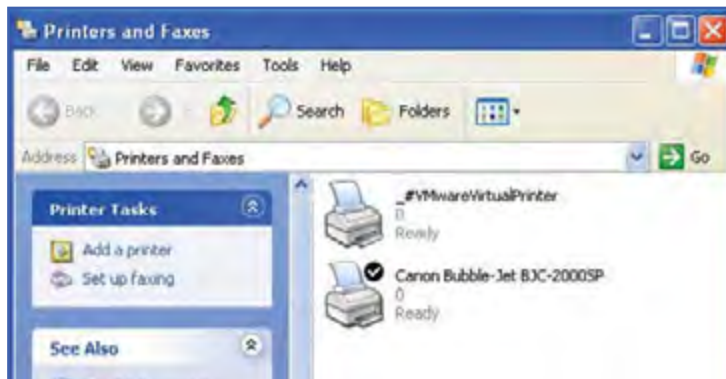 Printers and Faxes
File Edit View Favorites Tools Help
Back Search Folders
Address Printers and Faxes Go
Printer Tasks
Add a printer
Set up faxing
See Also
_#VMwareVirtualPrinter
0
Ready
Canon Bubble-Jet BJC-2000SP
0
Ready